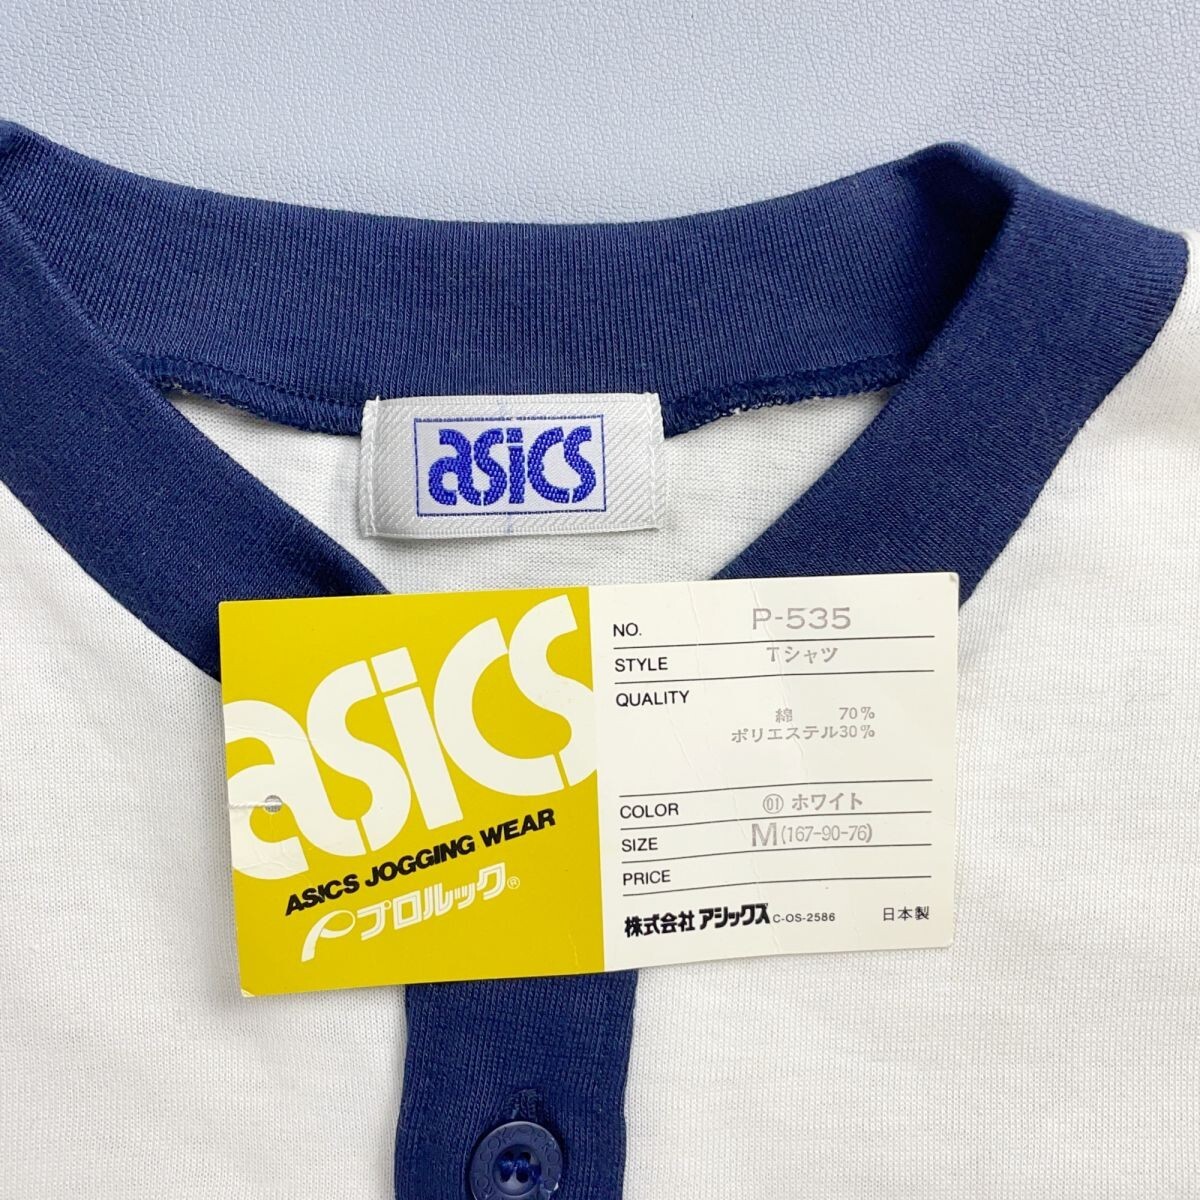 asics
asics
ASICS JOGGING WEAR
プロルック®
NO. P-535
STYLE Tシャツ
QUALITY
綿 70%
ポリエステル30%
COLOR 01 ホワイト
SIZE M(167-90-76)
PRICE
株式会社 アシックス C-OS-2586 日本製